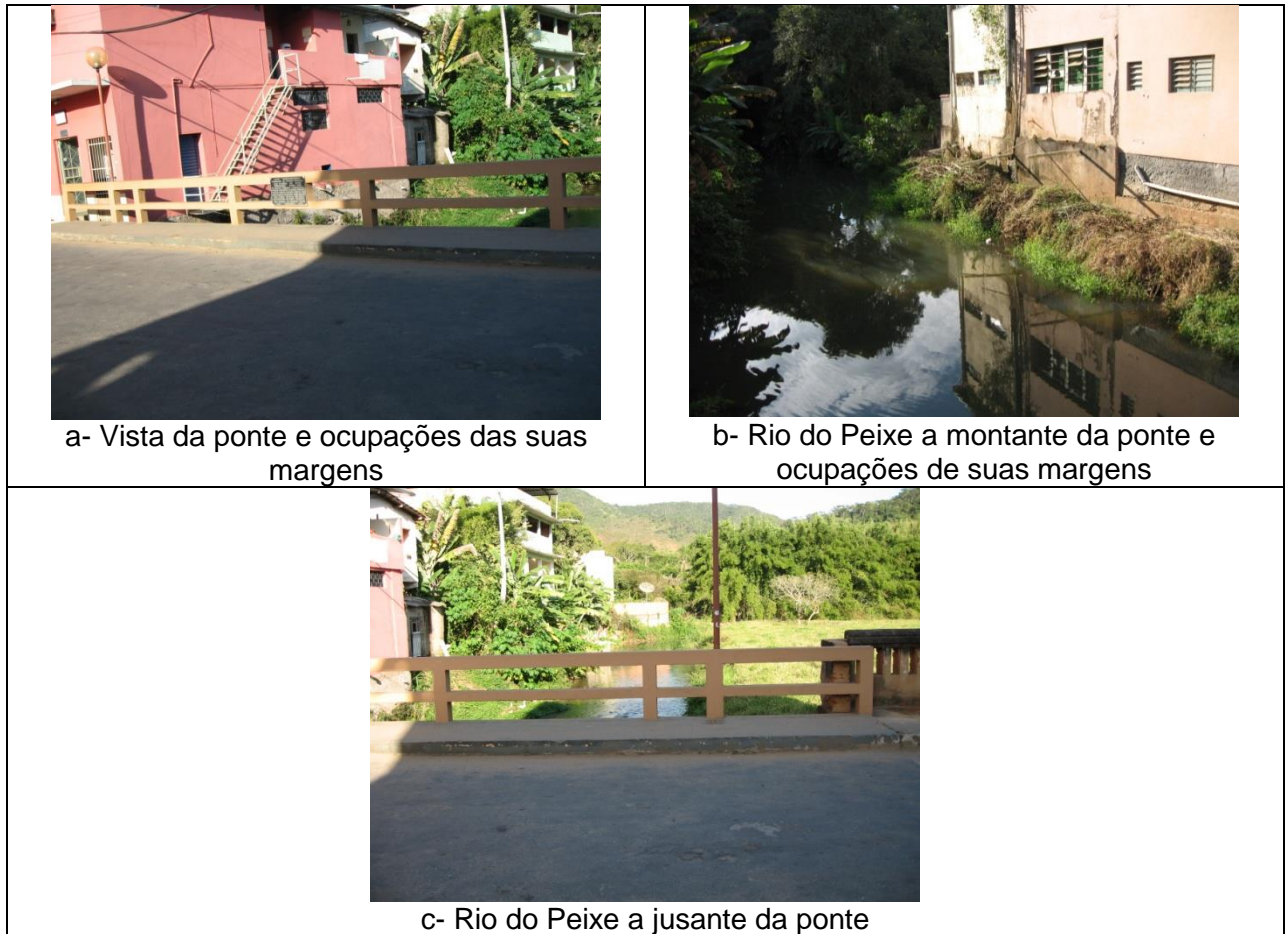 a- Vista da ponte e ocupações das suas
margens
b- Rio do Peixe a montante da ponte e
ocupações de suas margens
c- Rio do Peixe a jusante da ponte